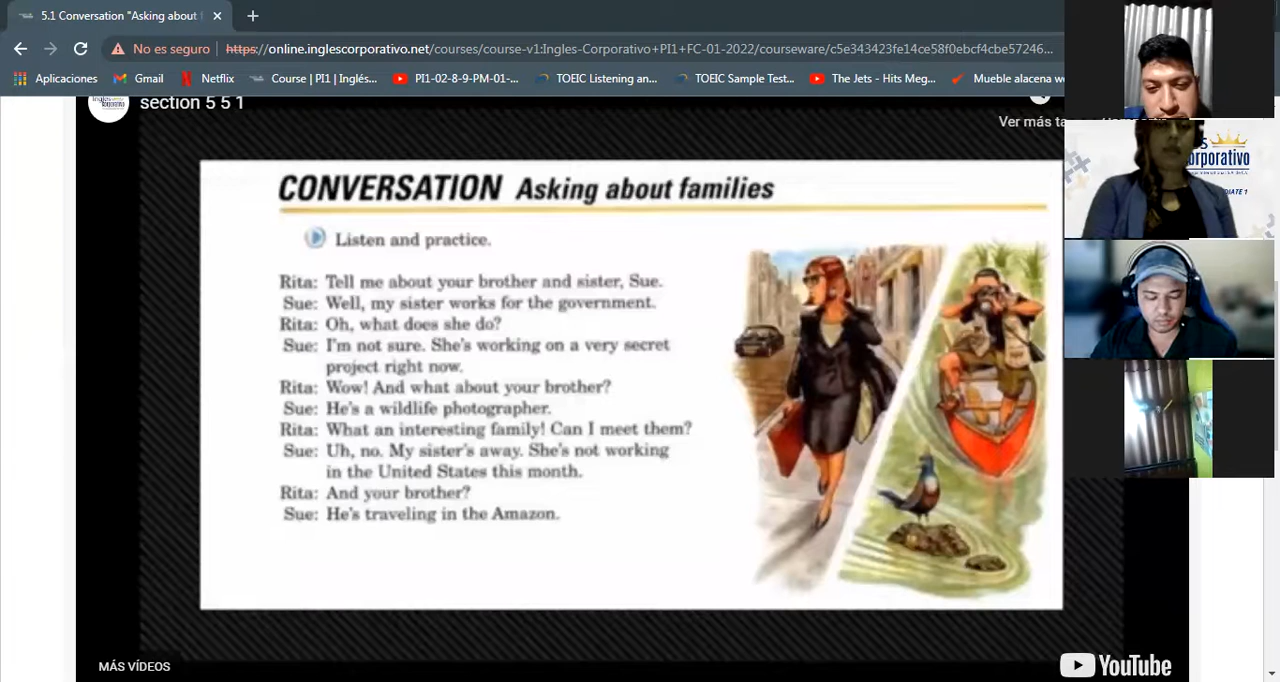 5.1 Conversation "Asking about f
No es seguro
https://online.inglescorporativo.net/courses/course-v1:Ingles-Corporativo+PI1+FC-01-2022/courseware/c5e343423fe14ce58f0ebcf4cbe57246...
Aplicaciones
Gmail
Netflix
Course | PI1 | Inglés...
PI1-02-8-9-PM-01-...
TOEIC Listening an...
TOEIC Sample Test...
The Jets - Hits Meg...
Mueble alacena
section 5 5 1
Ver más
CONVERSATION Asking about families
Listen and practice.
Rita: Tell me about your brother and sister, Sue.
Sue: Well, my sister works for the government.
Rita: Oh, what does she do?
Sue: I'm not sure. She's working on a very secret
project right now.
Rita: Wow! And what about your brother?
Sue: He's a wildlife photographer.
Rita: What an interesting family! Can I meet them?
Sue: Uh, no. My sister's away. She's not working
in the United States this month.
Rita: And your brother?
Sue: He's traveling in the Amazon.
MÁS VÍDEOS
YouTube
orporativo